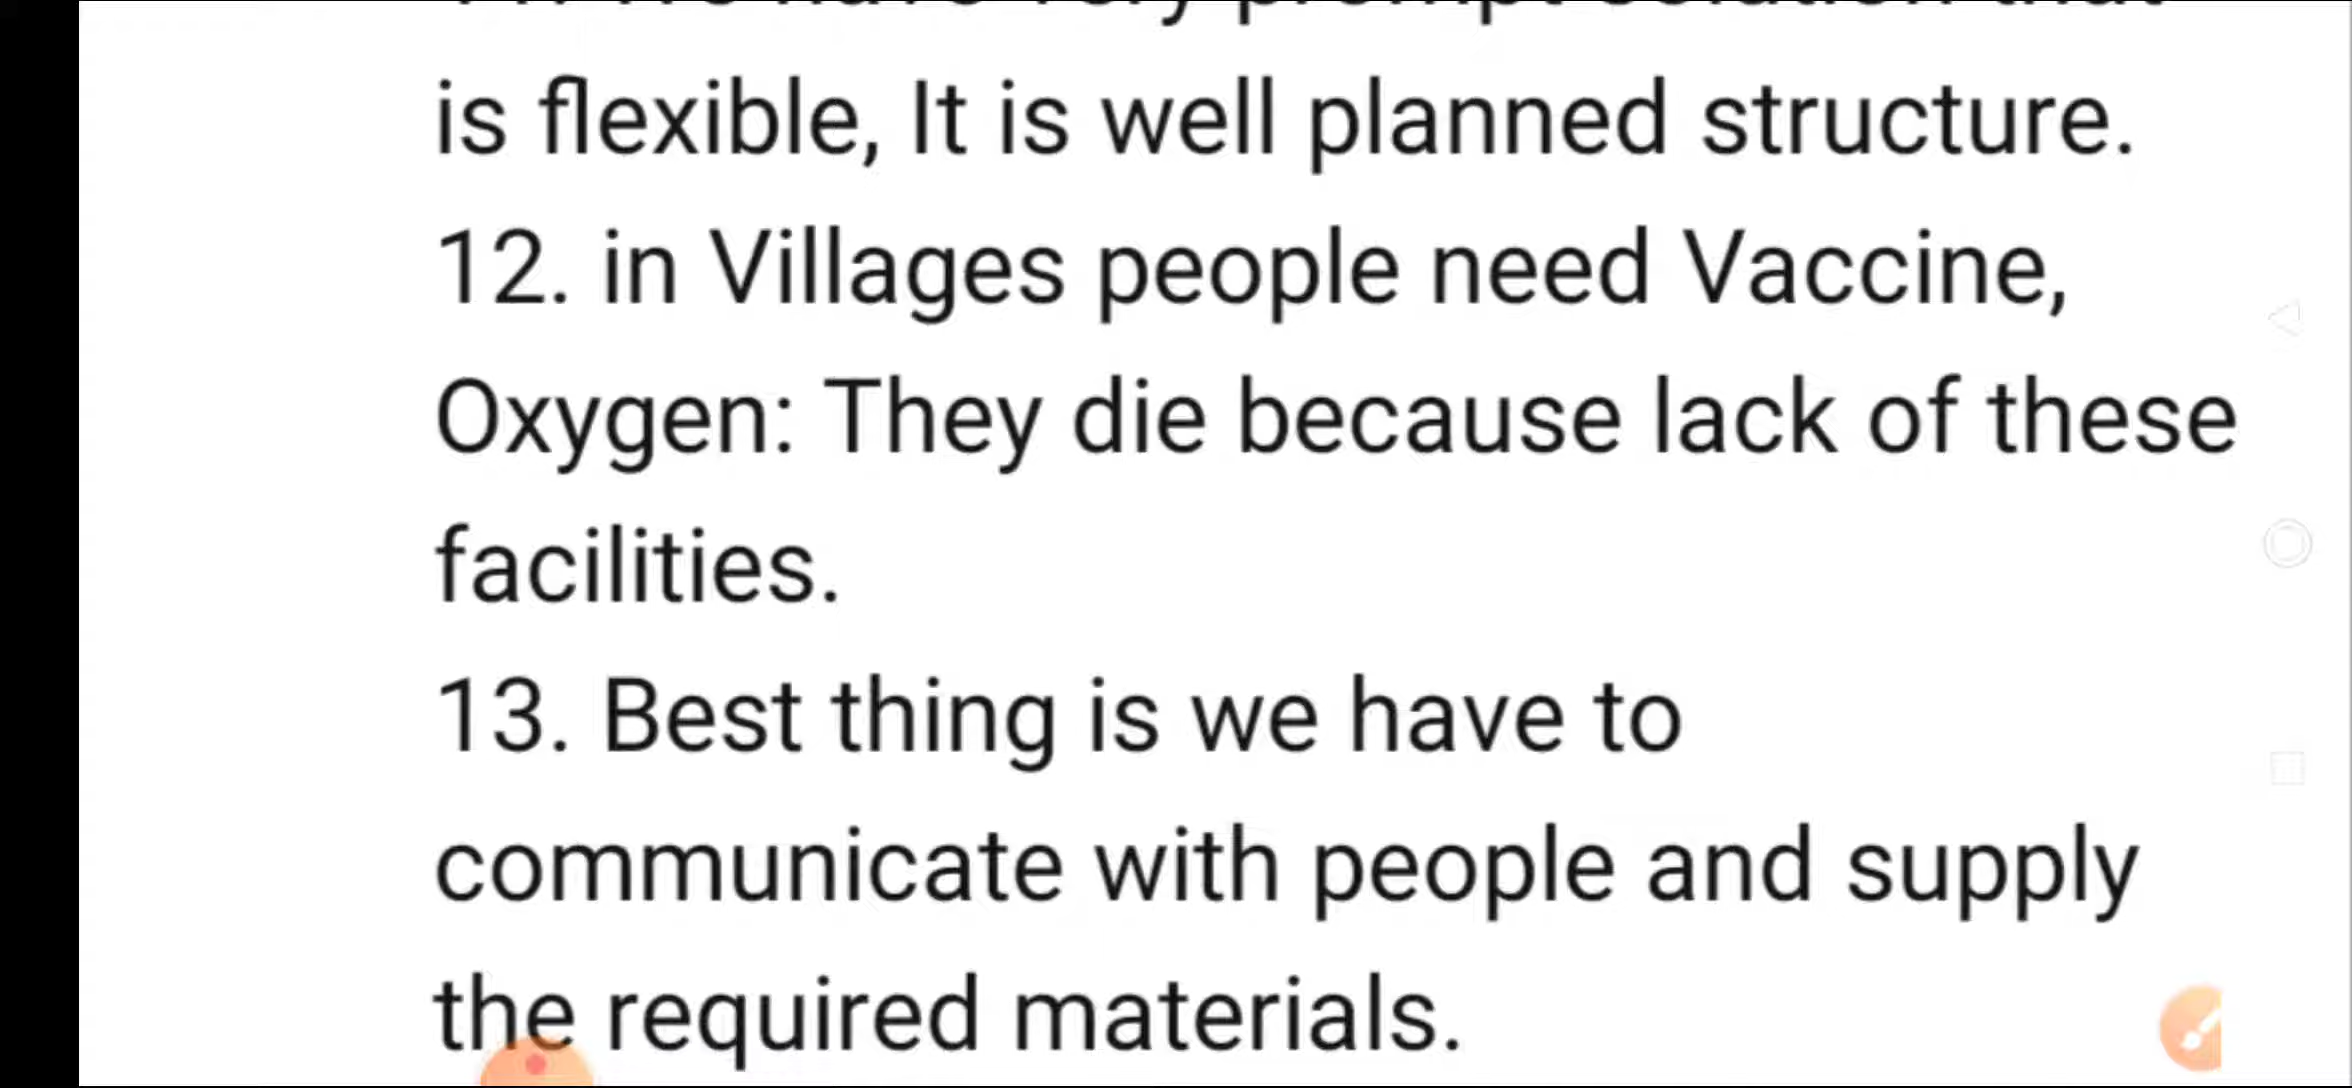 is flexible, It is well planned structure.
12. in Villages people need Vaccine,
Oxygen: They die because lack of these
facilities.
13. Best thing is we have to
communicate with people and supply
the required materials.